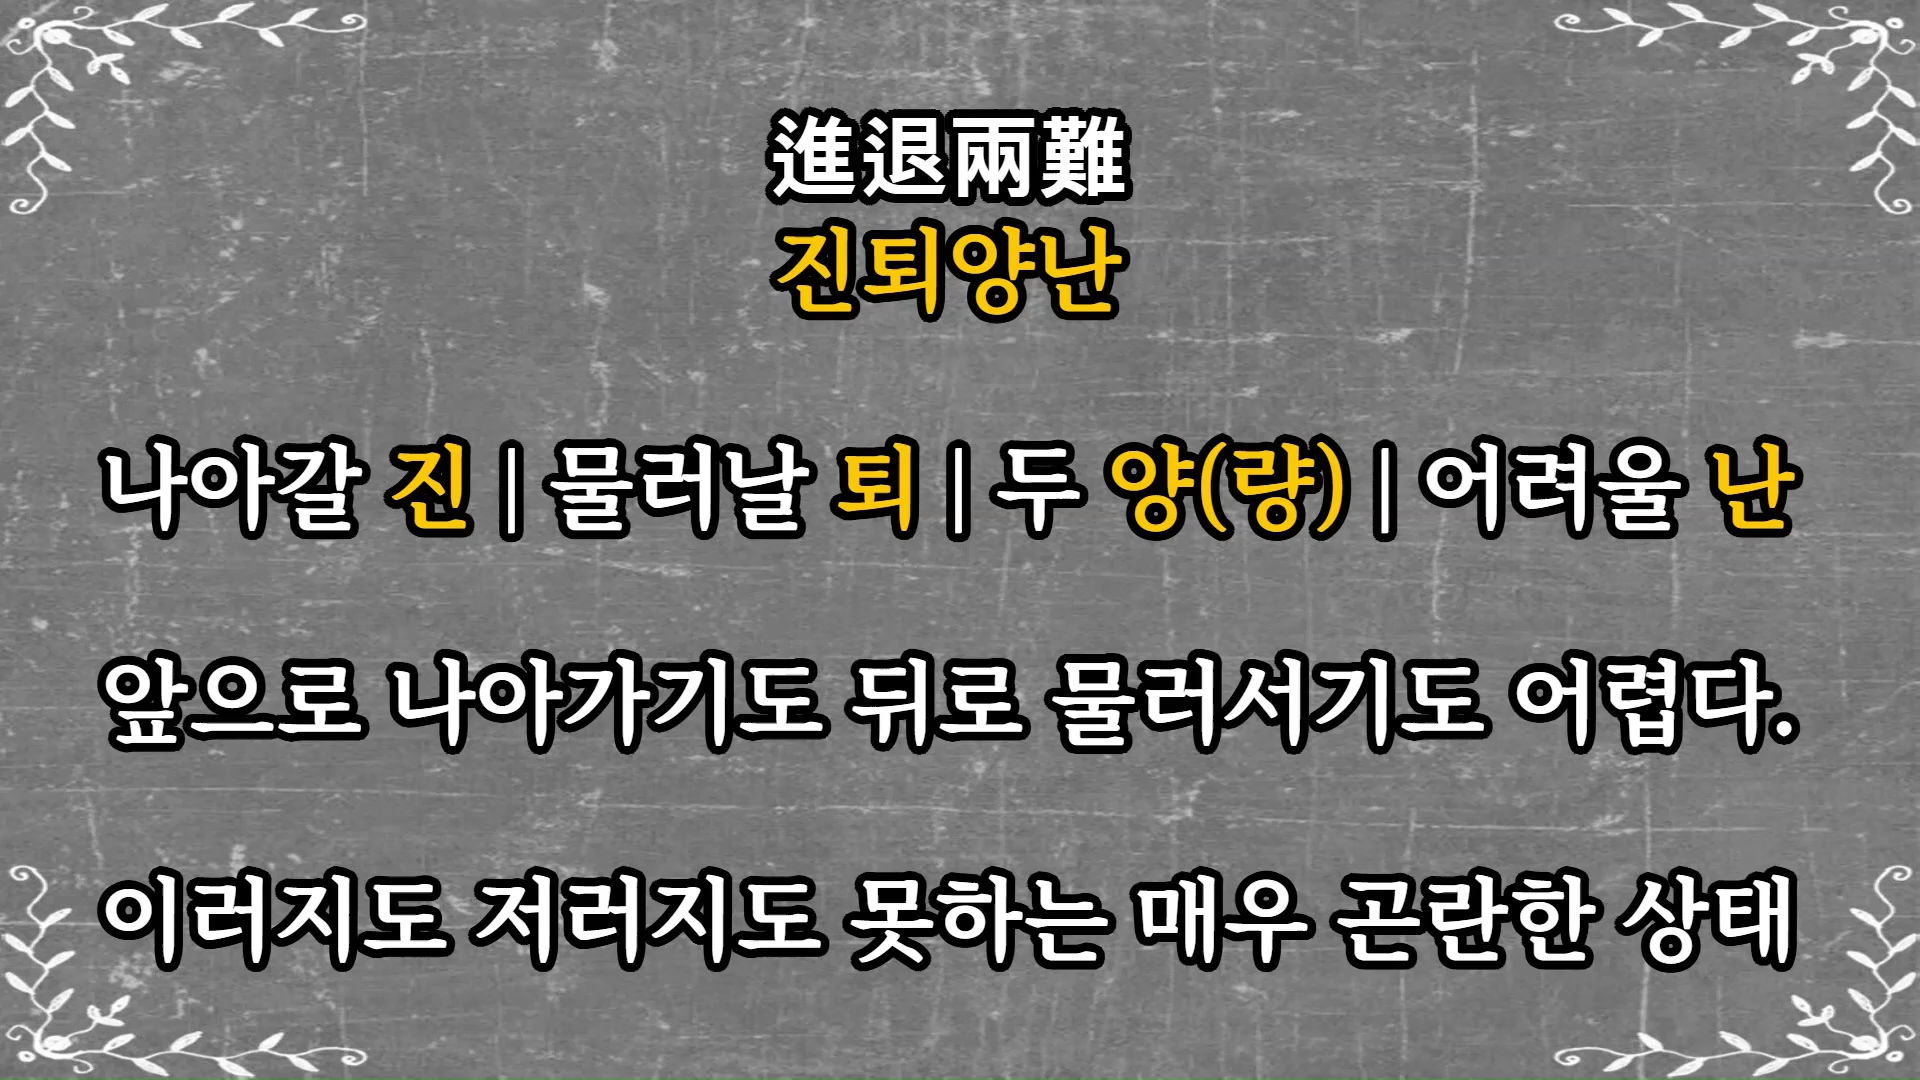 進退兩難
진퇴양난
나아갈 진 | 물러날 퇴 | 두 양(량) | 어려울 난
앞으로 나아가기도 뒤로 물러서기도 어렵다.
이러지도 저러지도 못하는 매우 곤란한 상태